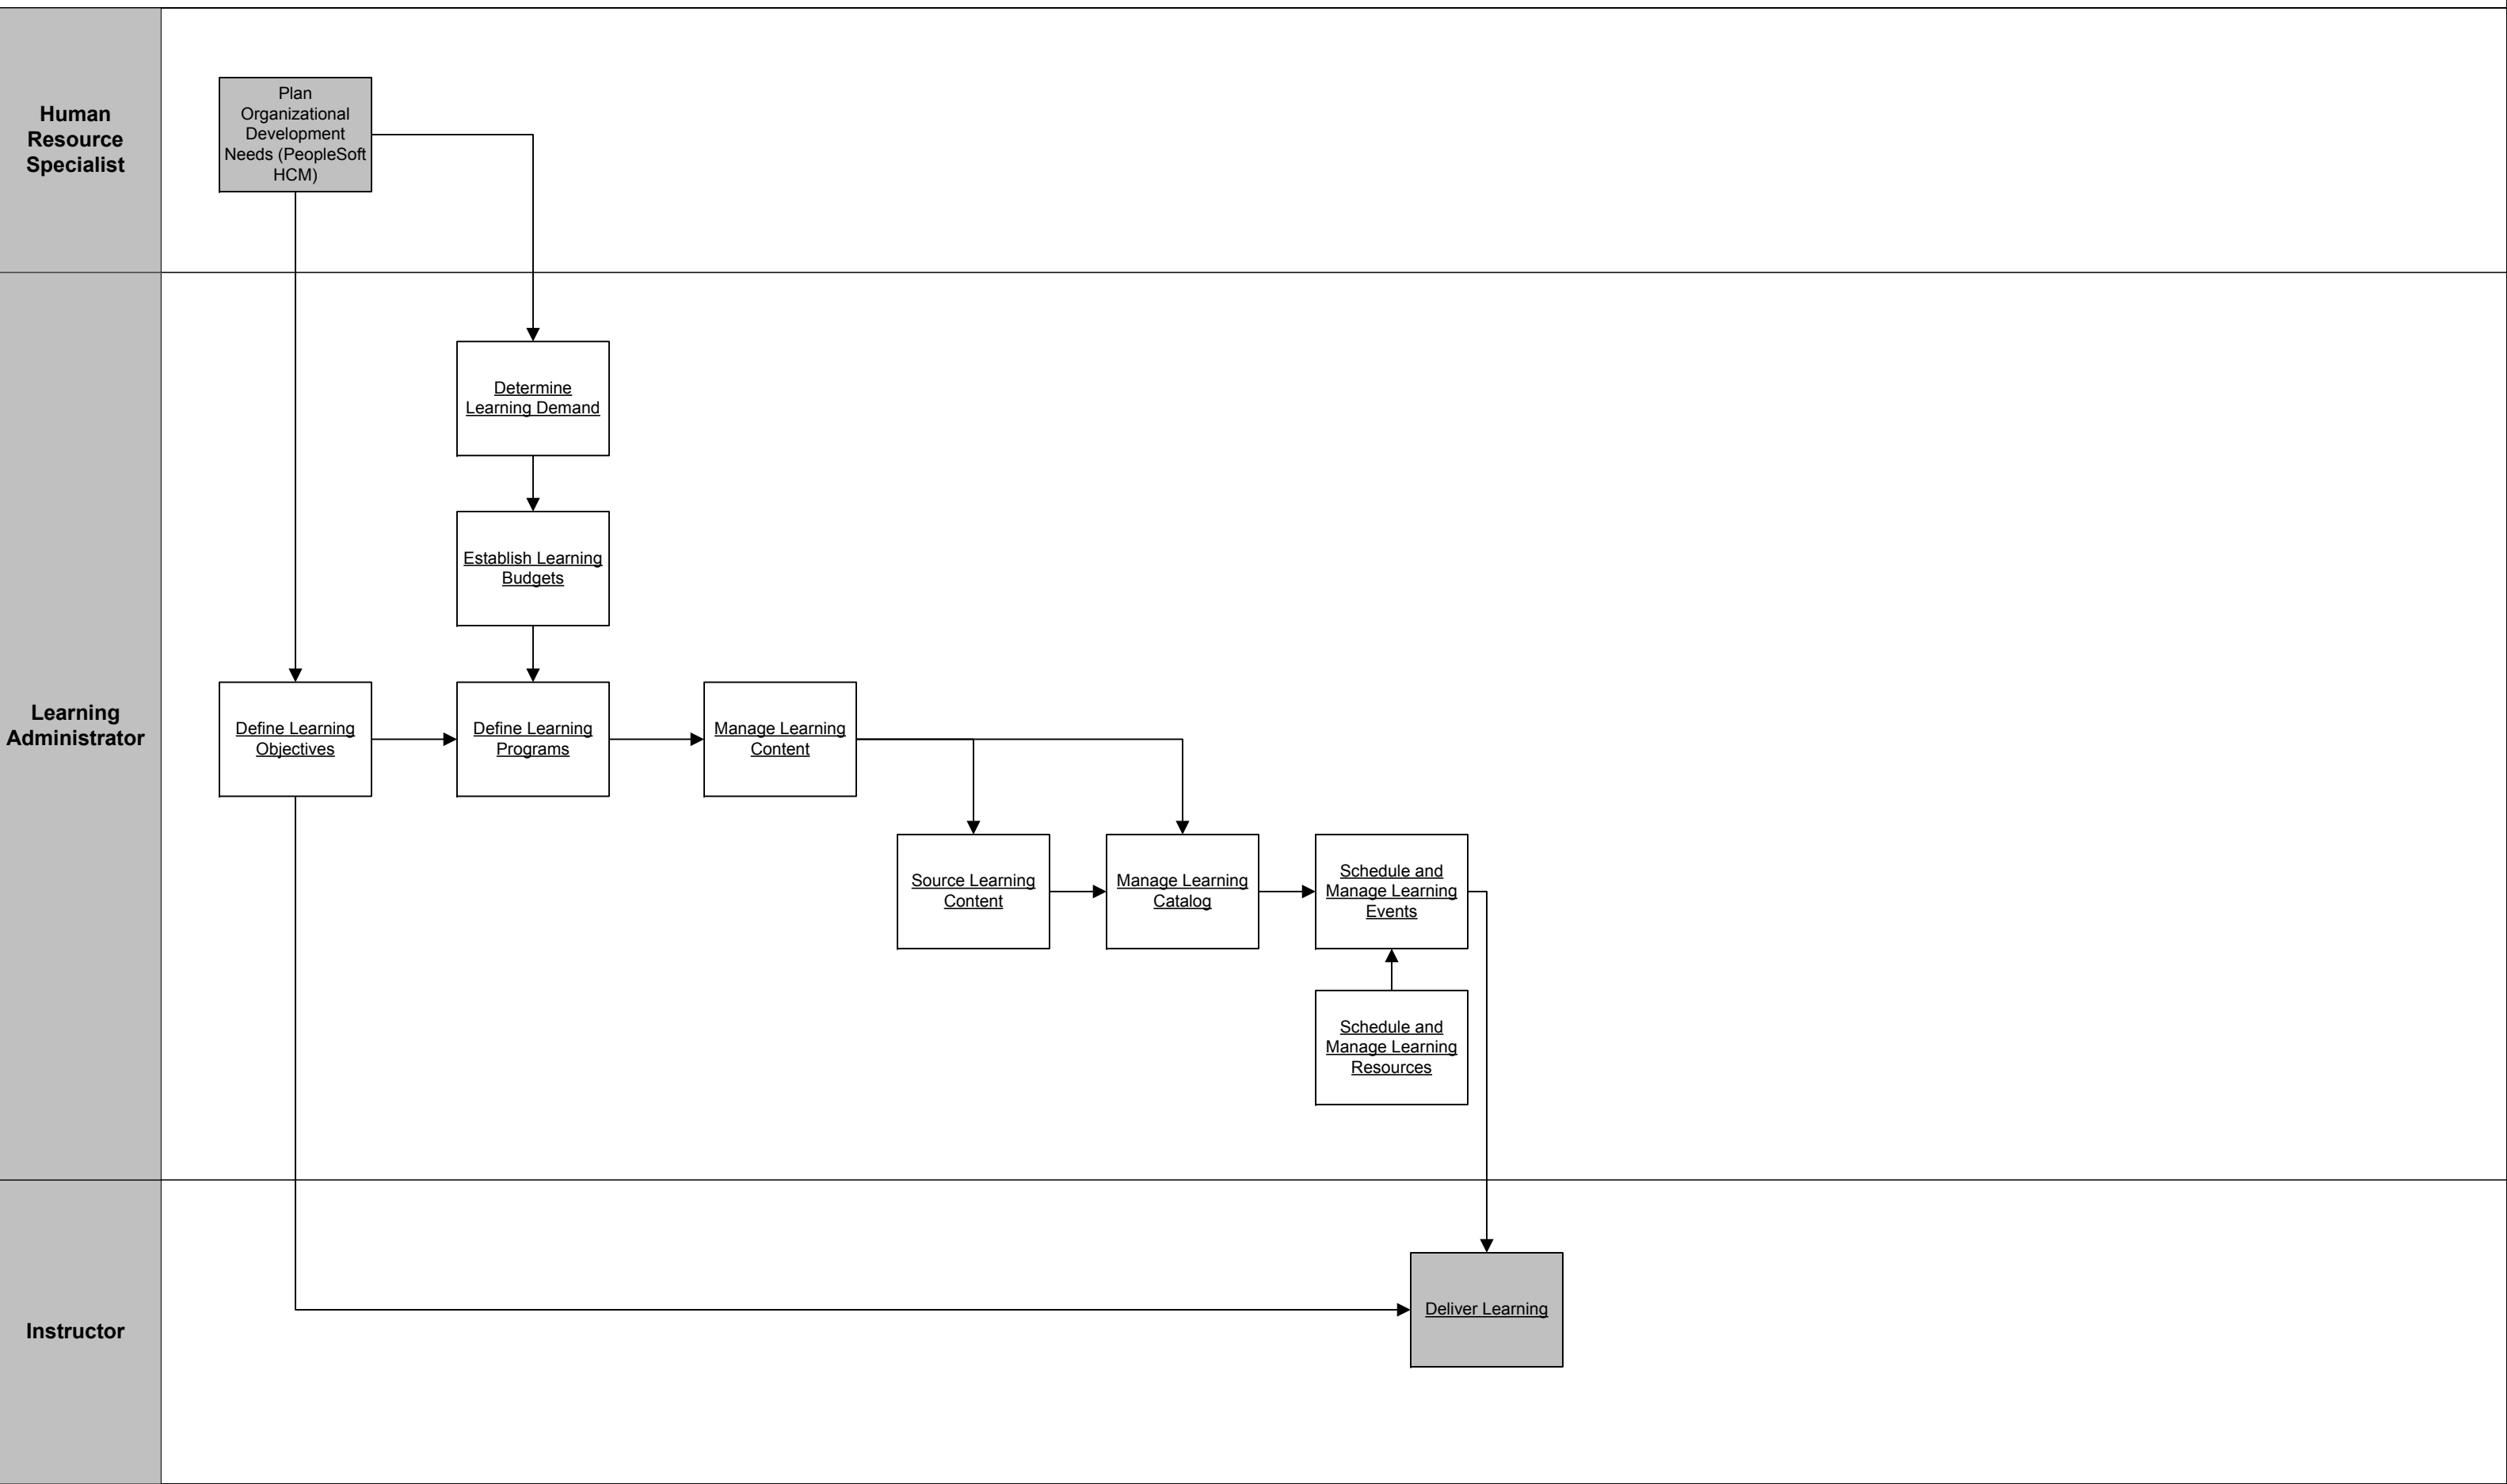 Human
Resource
Specialist
Plan
Organizational
Development
Needs (PeopleSoft
HCM)
Learning
Administrator
Determine
Learning Demand
Establish Learning
Budgets
Define Learning
Objectives
Define Learning
Programs
Manage Learning
Content
Source Learning
Content
Manage Learning
Catalog
Schedule and
Manage Learning
Events
Schedule and
Manage Learning
Resources
Instructor
Deliver Learning